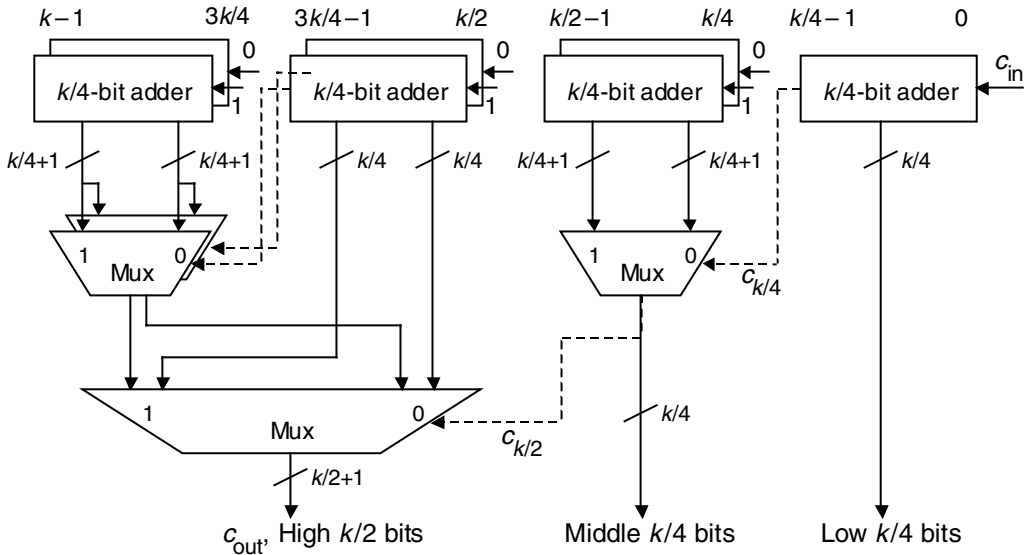 k−1 3k/4 3k/4−1 k/2 k/2−1 k/4 k/4−1 0
0 0 0
k/4-bit adder k/4-bit adder k/4-bit adder k/4-bit adder c_in
1 1 1
k/4+1 k/4+1 k/4 k/4 k/4+1 k/4+1 k/4
1 0 1 0
Mux Mux
c_k/4
1 0
Mux
k/4
c_k/2
k/2+1
c_out, High k/2 bits Middle k/4 bits Low k/4 bits